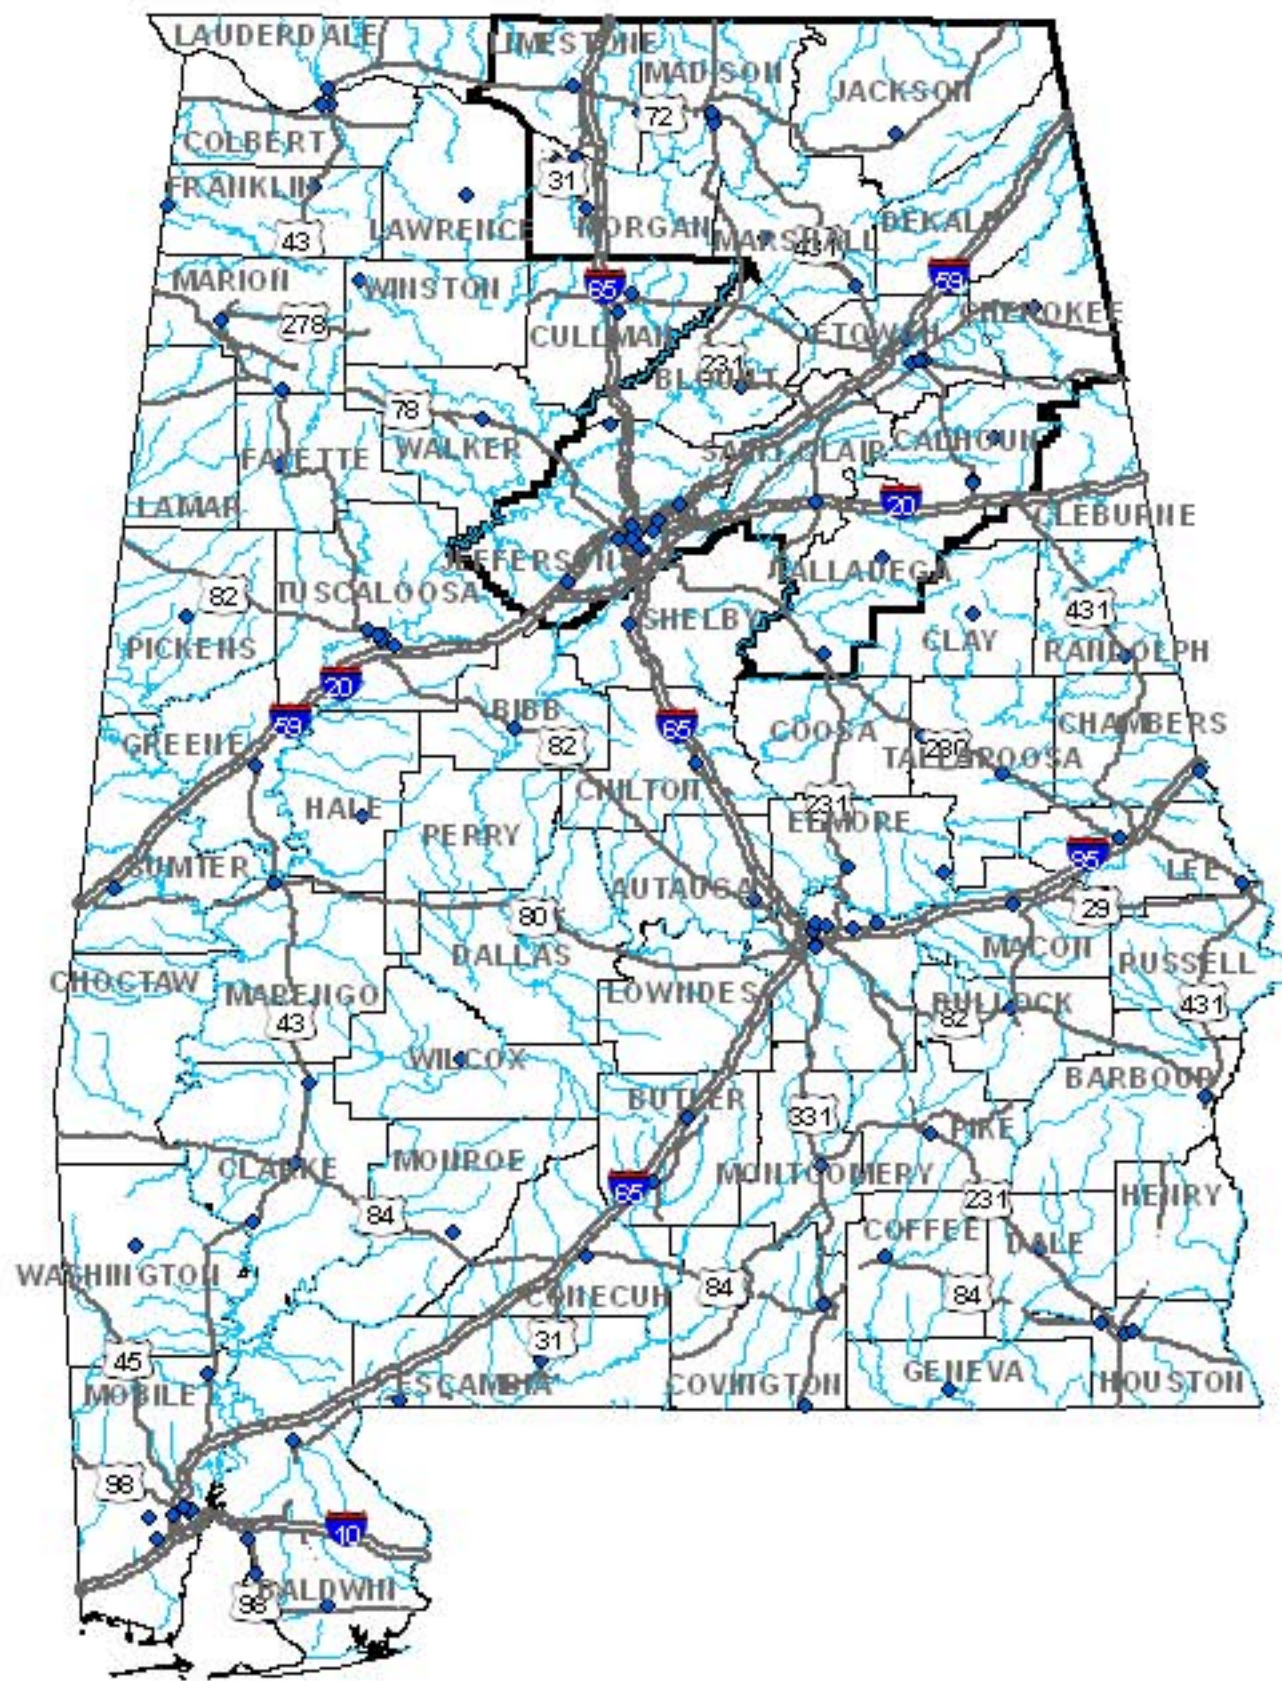 LAUDERDALE
LIMESTONE
MADISON
JACKSON
72
COLBERT
FRANKLIN
31
LAWRENCE
MORGAN
MARSHALL
431
DEKALB
43
MARION
WINSTON
65
59
278
CULLMAN
ETOWAH
CHEROKEE
231
BLOUNT
78
WALKER
FAYETTE
SAINT CLAIR
CALHOUN
LAMAR
20
CLEBURNE
JEFFERSON
TALLADEGA
82
TUSCALOOSA
SHELBY
431
PICKENS
CLAY
RANDOLPH
20
59
BIBB
65
COOSA
CHAMBERS
GREENE
82
280
TALLAPOOSA
HALE
CHILTON
231
PERRY
ELMORE
85
SUMTER
LEE
AUTAUGA
80
29
DALLAS
MACON
RUSSELL
CHOCTAW
MARENGO
LOWNDES
BULLOCK
431
43
82
WILCOX
BARBOUR
BUTLER
331
PIKE
CLARKE
MONROE
MONTGOMERY
65
HENRY
84
231
COFFEE
DALE
WASHINGTON
84
84
CONECUH
31
45
MOBILE
ESCAMBIA
COVINGTON
GENEVA
HOUSTON
98
10
BALDWIN
98